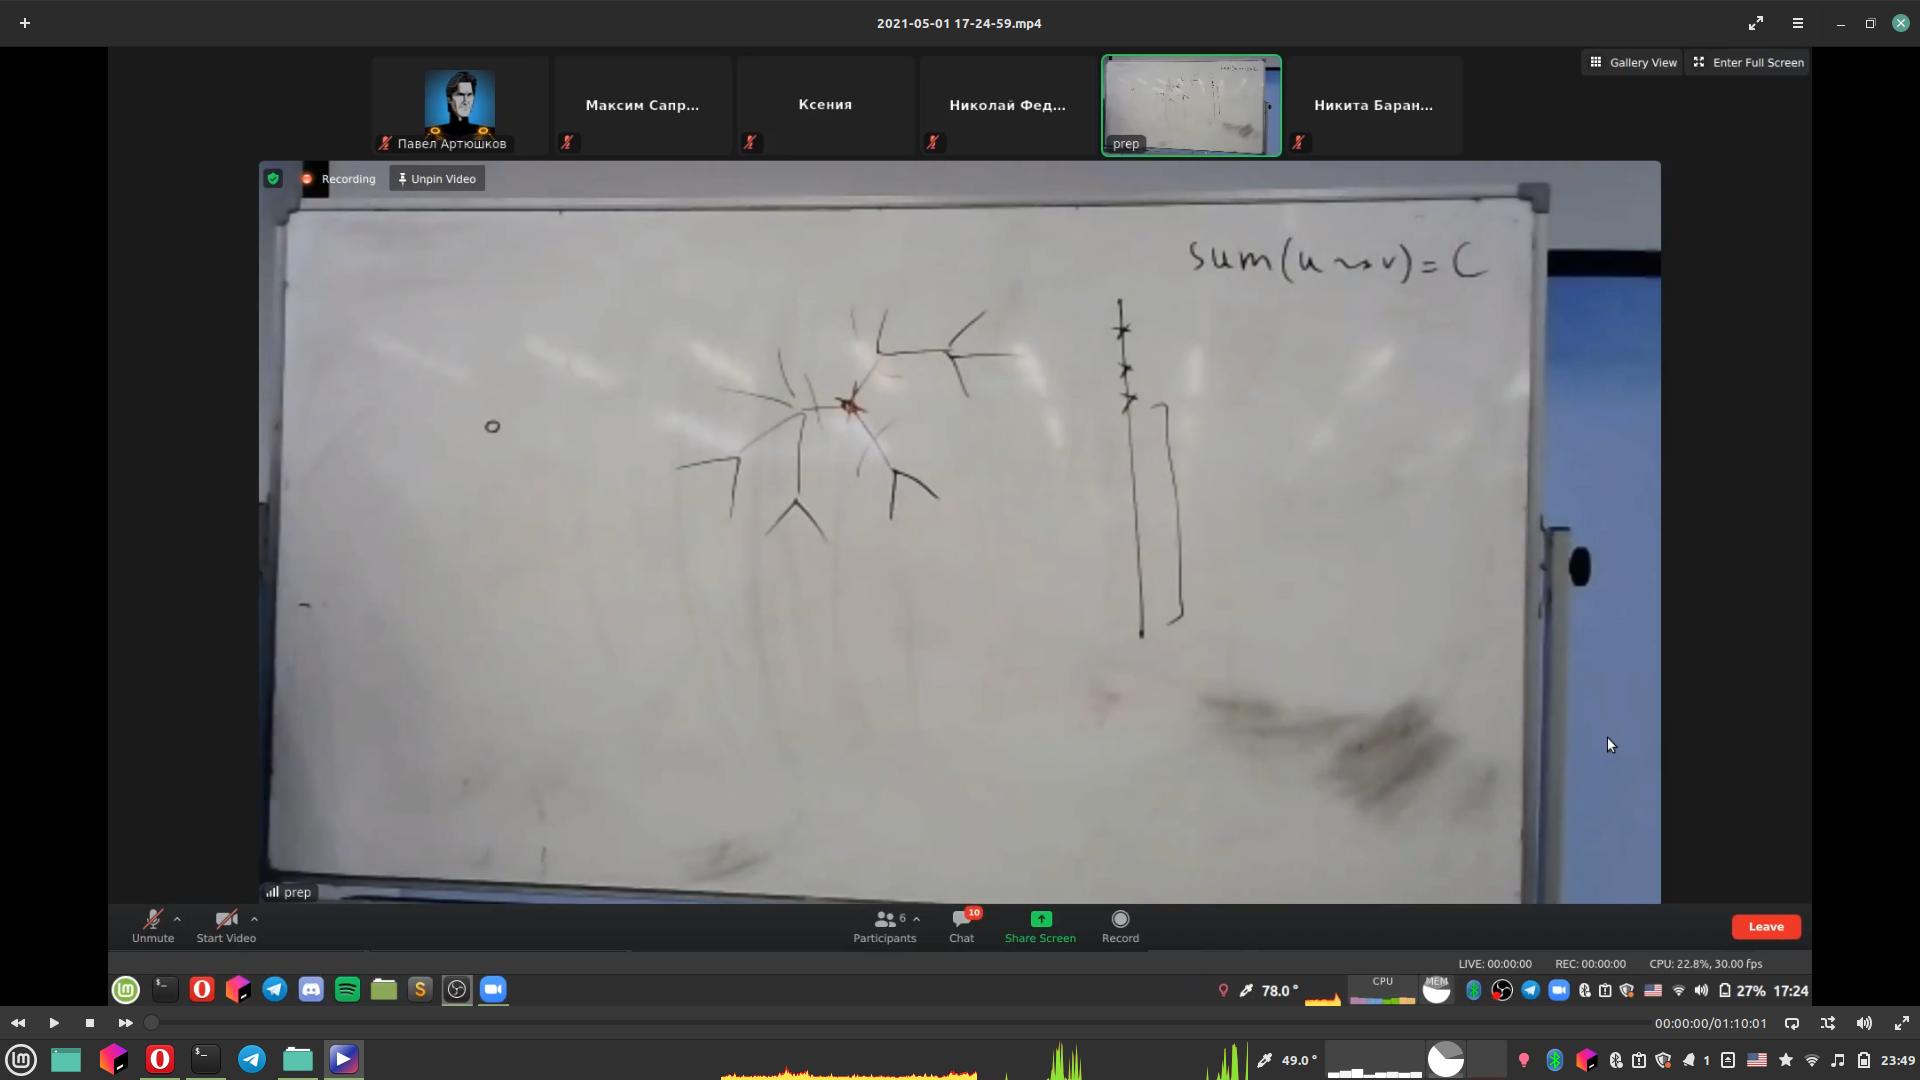 2021-05-01 17-24-59.mp4
Gallery View
Enter Full Screen
Павел Артюшков
Максим Сапр...
Ксения
Николай Фед...
prep
Никита Баран...
Recording
Unpin Video
sum(u⇝v)=C
prep
Unmute
Start Video
Participants
6
Chat
10
Share Screen
Record
Leave
LIVE: 00:00:00
REC: 00:00:00
CPU: 22.8%, 30.00 fps
78.0 °
CPU
MEM
27%
17:24
00:00:00/01:10:01
49.0 °
1
23:49